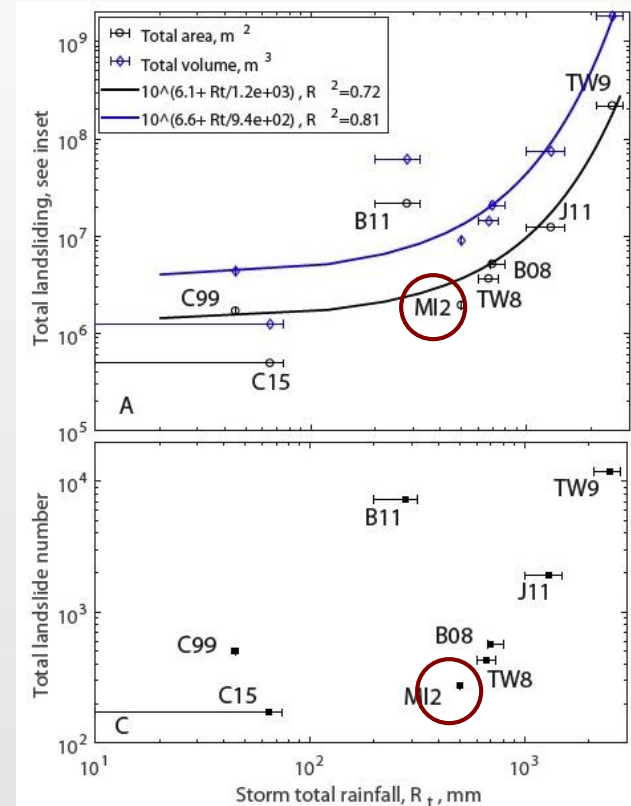 Total area, m 2
Total volume, m 3
10^(6.1+ Rt/1.2e+03) , R 2=0.72
10^(6.6+ Rt/9.4e+02) , R 2=0.81
Total landsliding, see inset
10^9
10^8
10^7
10^6
10^5
TW9
B11
J11
B08
C99
MI2
TW8
C15
A
Total landslide number
10^4
10^3
10^2
TW9
B11
J11
B08
C99
TW8
MI2
C15
C
10^1
10^2
10^3
Storm total rainfall, R t , mm